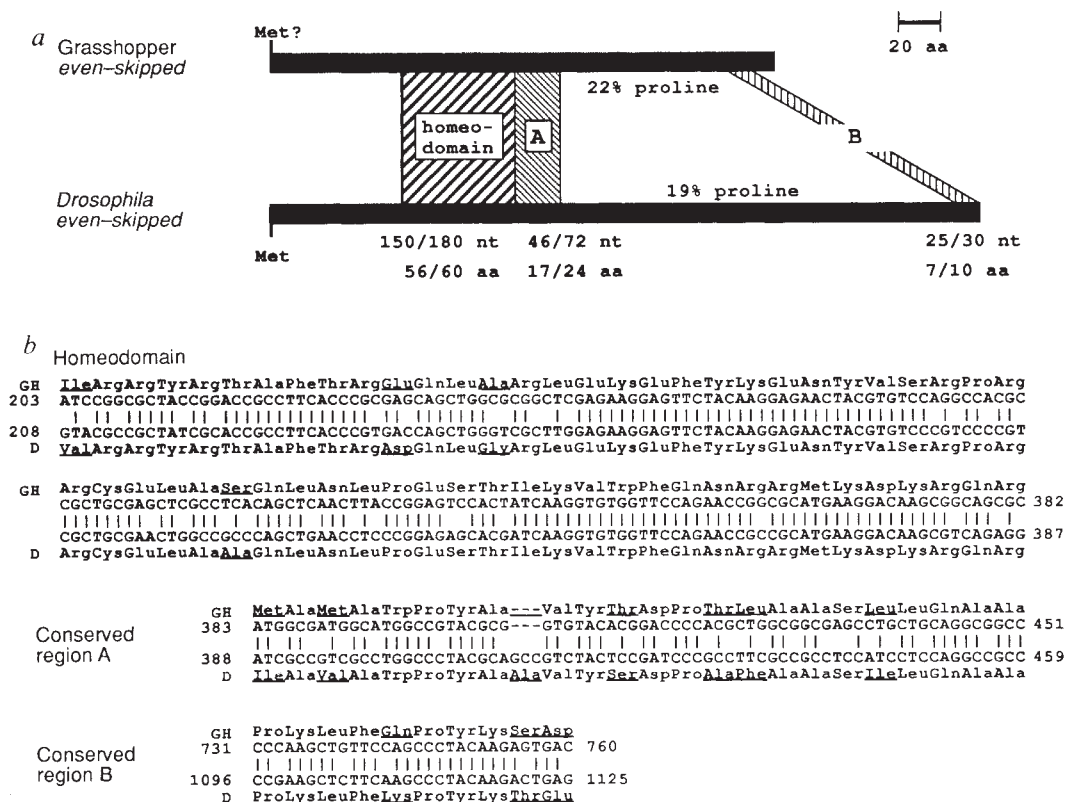 a Grasshopper
even–skipped
Met?
20 aa
22% proline
homeo-
domain
A
B
19% proline
Drosophila
even–skipped
Met
150/180 nt 46/72 nt 25/30 nt
56/60 aa 17/24 aa 7/10 aa
b Homeodomain
GH IleArgArgTyrArgThrAlaPheThrArgGluGlnLeuAlaArgLeuGluLysGluPheTyrLysGluAsnTyrValSerArgProArg
203 ATCCGGCGCTACCGGACCGCCTTCACCCGCGAGCAGCTGGCGCGGCTCGAGAAGGAGTTCTACAAGGAGAACTACGTGTCCAGGCCACGC
208 GTACGCCGCTATCGCACCGCCTTCACCCGTGACCAGCTGGGTCGCTTGGAGAAGGAGTTCTACAAGGAGAACTACGTGTCCCGTCCCCGT
D ValArgArgTyrArgThrAlaPheThrArgAspGlnLeuGlyArgLeuGluLysGluPheTyrLysGluAsnTyrValSerArgProArg
GH ArgCysGluLeuAlaSerGlnLeuAsnLeuProGluSerThrIleLysValTrpPheGlnAsnArgArgMetLysAspLysArgGlnArg
CGCTGCGAGCTCGCCTCACAGCTCAACTTACCGGAGTCCACTATCAAGGTGTGGTTCCAGAACCGGCGCATGAAGGACAAGCGGCAGCGC 382
CGCTGCGAACTGGCCGCCCAGCTGAACCTCCCGGAGAGCACGATCAAGGTGTGGTTCCAGAACCGCCGCATGAAGGACAAGCGTCAGAGG 387
D ArgCysGluLeuAlaAlaGlnLeuAsnLeuProGluSerThrIleLysValTrpPheGlnAsnArgArgMetLysAspLysArgGlnArg
Conserved
region A
GH MetAlaMetAlaTrpProTyrAla---ValTyrThrAspProThrLeuAlaAlaSerLeuLeuGlnAlaAla
383 ATGGCGATGGCATGGCCGTACGCG---GTGTACACGGACCCCACGCTGGCGGCGAGCCTGCTGCAGGCGGCC 451
388 ATCGCCGTCGCCTGGCCCTACGCAGCCGTCTACTCCGATCCCGCCTTCGCCGCCTCCATCCTCCAGGCCGCC 459
D IleAlaValAlaTrpProTyrAlaAlaValTyrSerAspProAlaPheAlaAlaSerIleLeuGlnAlaAla
Conserved
region B
GH ProLysLeuPheGlnProTyrLysSerAsp
731 CCCAAGCTGTTCCAGCCCTACAAGAGTGAC 760
1096 CCGAAGCTCTTCAAGCCCTACAAGACTGAG 1125
D ProLysLeuPheLysProTyrLysThrGlu